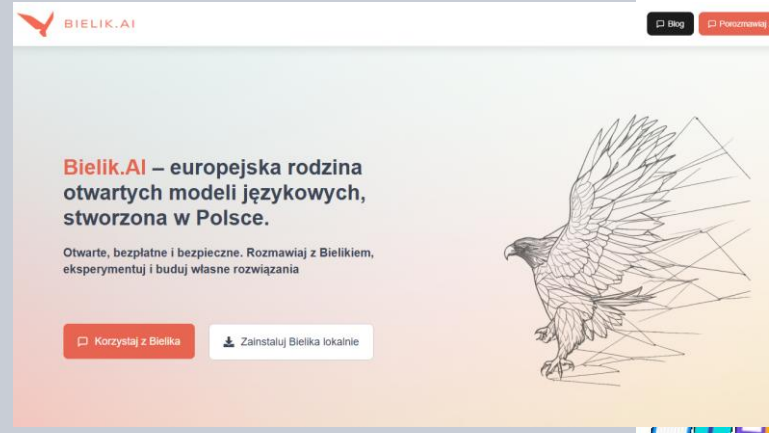 BIELIK.AI
Blog
Porozmawiaj
Bielik.AI – europejska rodzina
otwartych modeli językowych,
stworzona w Polsce.
Otwarte, bezpłatne i bezpieczne. Rozmawiaj z Bielikiem,
eksperymentuj i buduj własne rozwiązania
Korzystaj z Bielika
Zainstaluj Bielika lokalnie